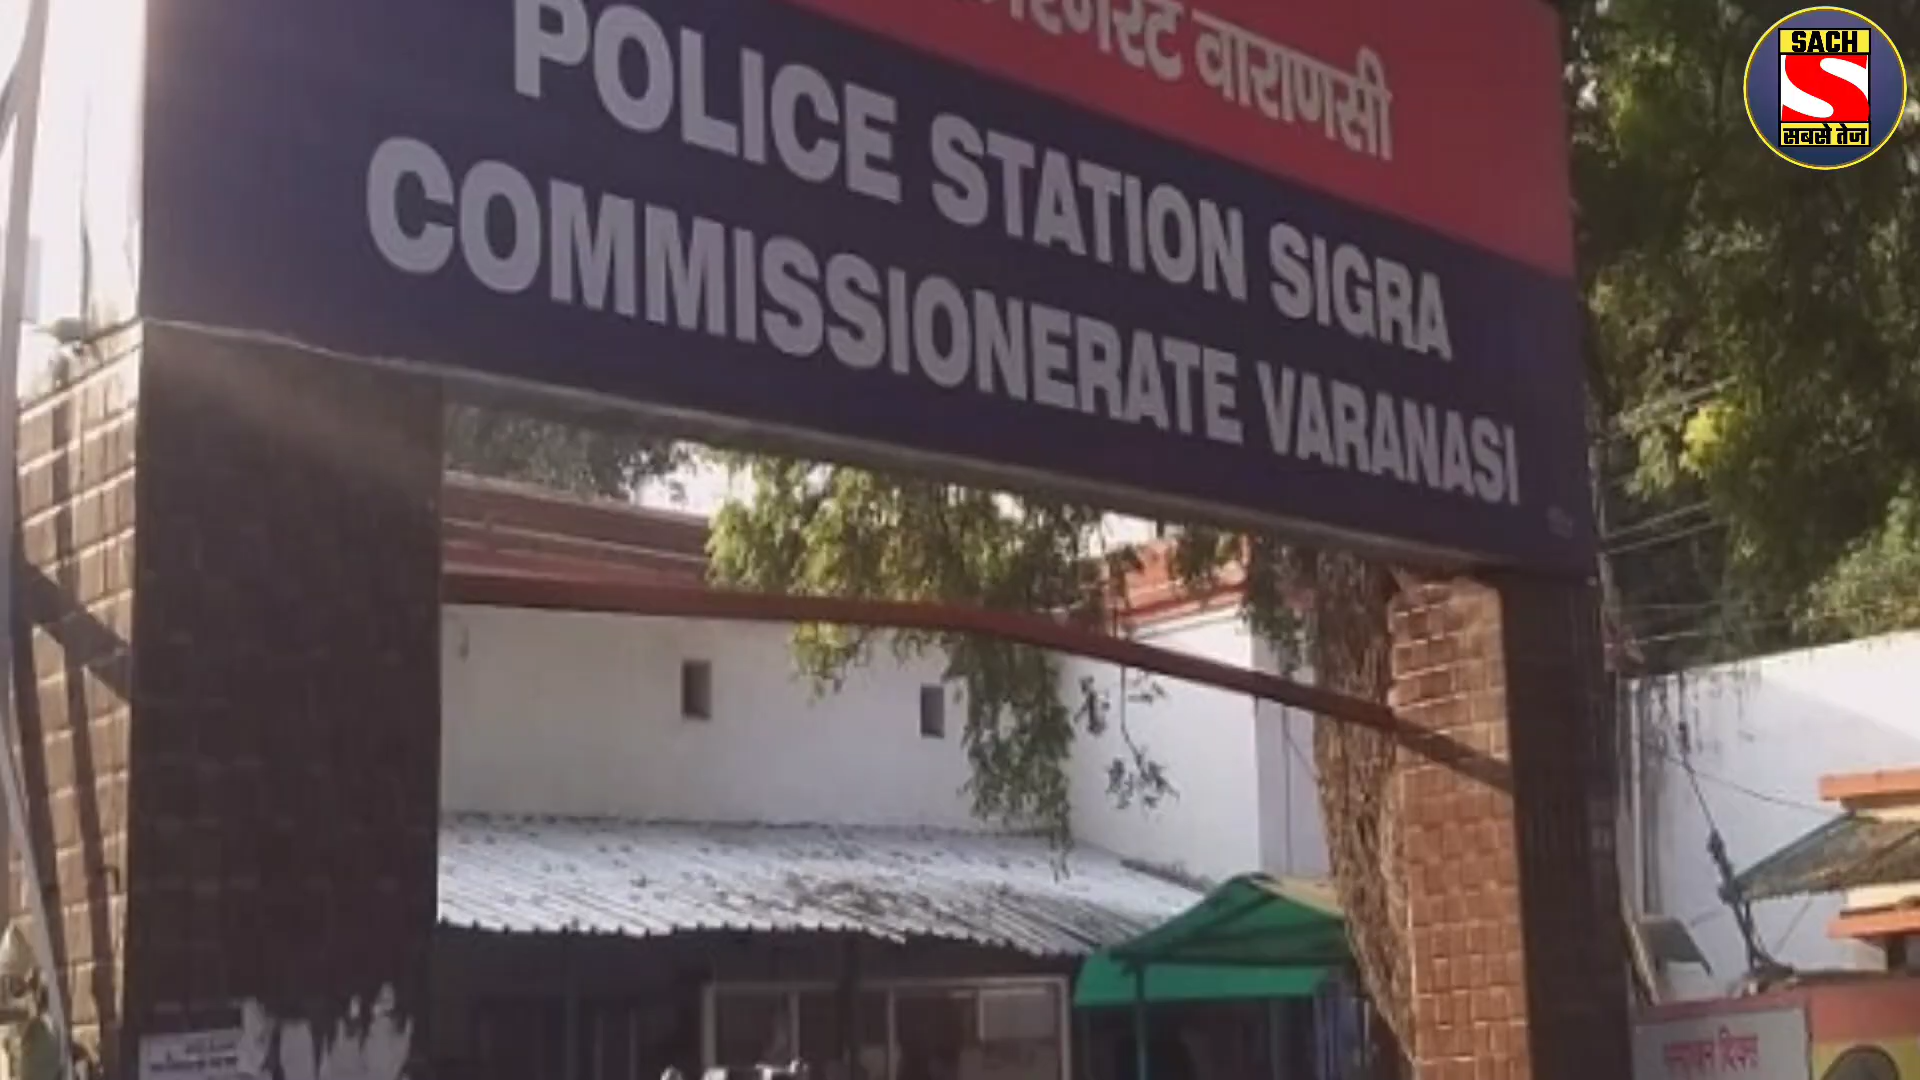 वाराणसी
POLICE STATION SIGRA
COMMISSIONERATE VARANASI
SACH
S
सबसे तेज